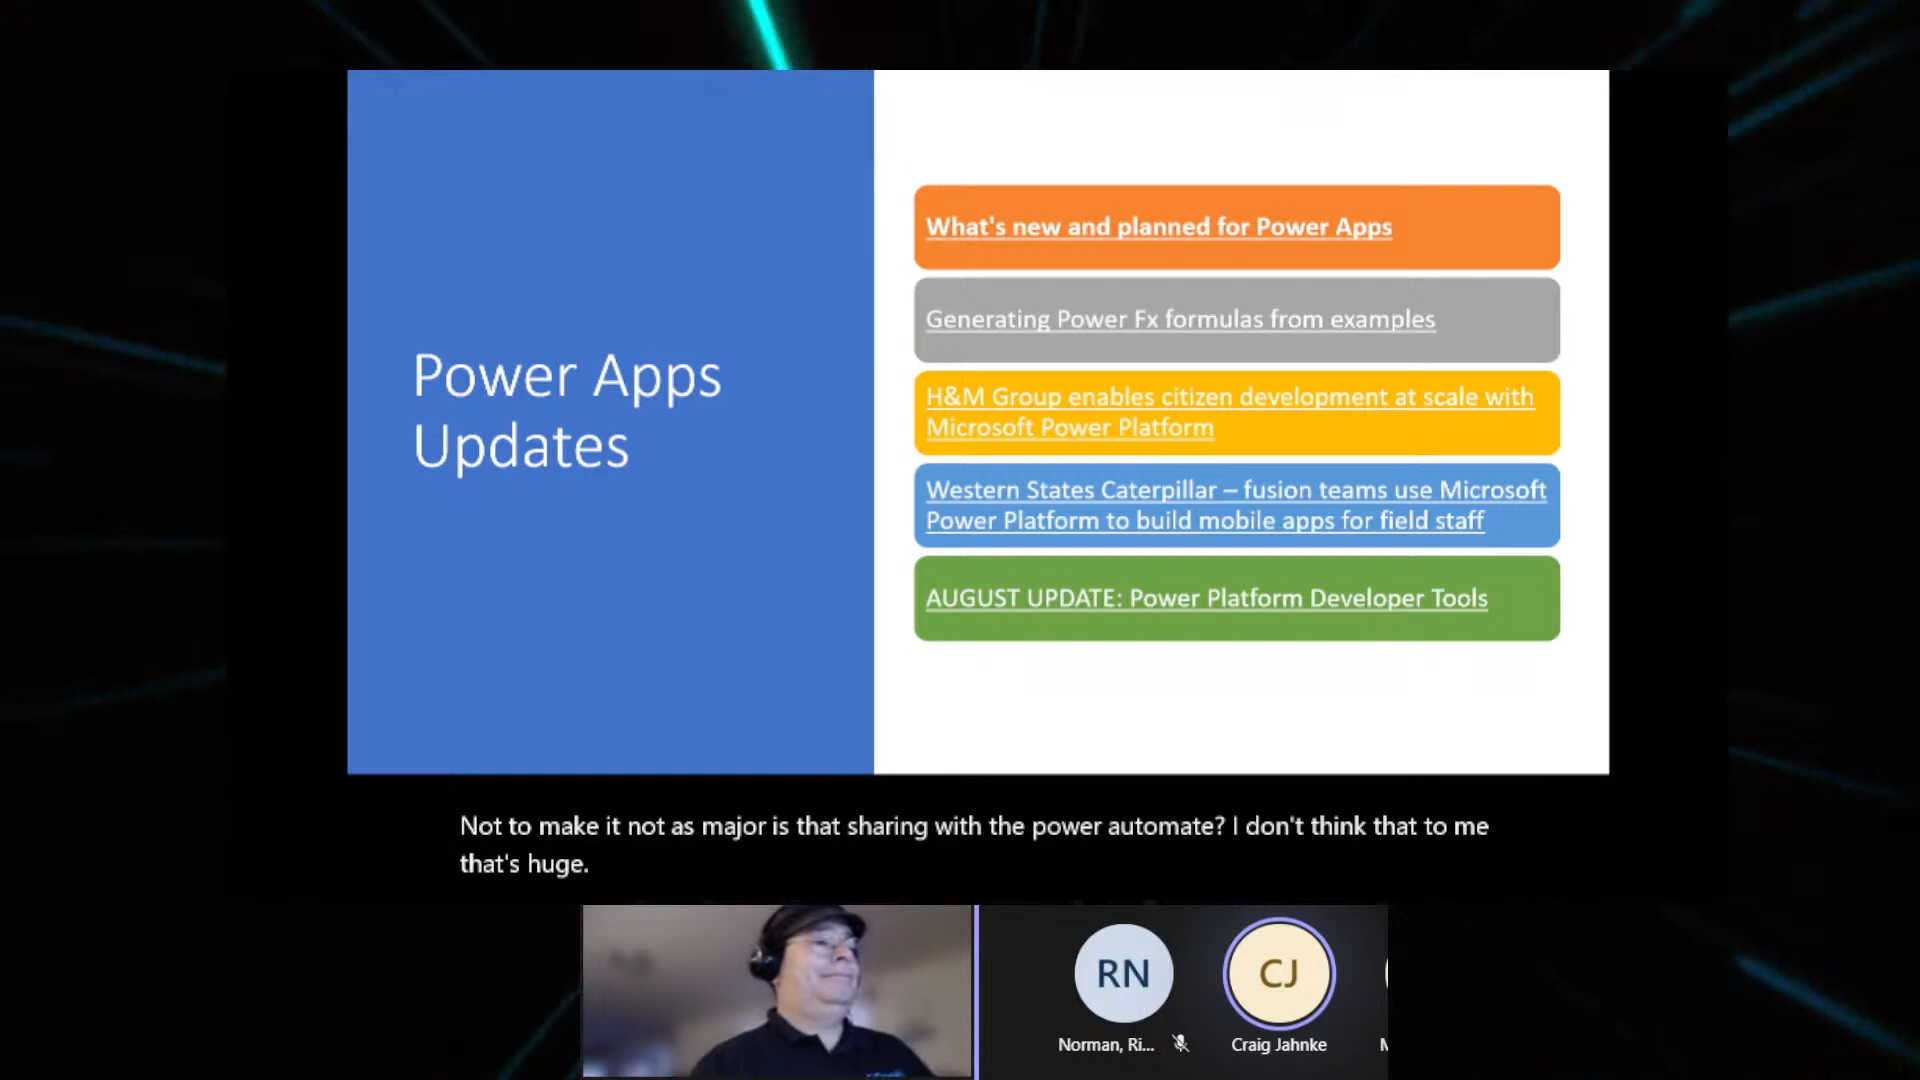 Power Apps
Updates
What's new and planned for Power Apps
Generating Power Fx formulas from examples
H&M Group enables citizen development at scale with
Microsoft Power Platform
Western States Caterpillar – fusion teams use Microsoft
Power Platform to build mobile apps for field staff
AUGUST UPDATE: Power Platform Developer Tools
Not to make it not as major is that sharing with the power automate? I don't think that to me
that's huge.
RN
CJ
Norman, Ri...
Craig Jahnke